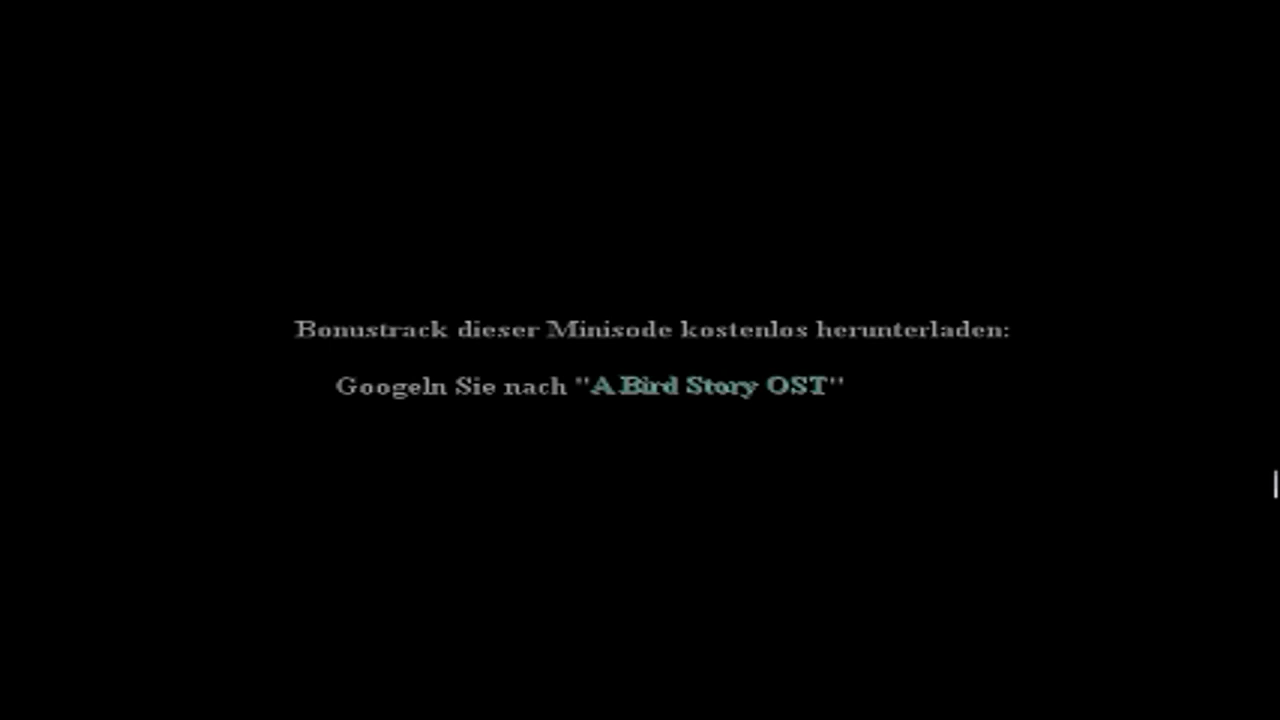 Bonustrack dieser Minisode kostenlos herunterladen:
Googeln Sie nach "A Bird Story OST"